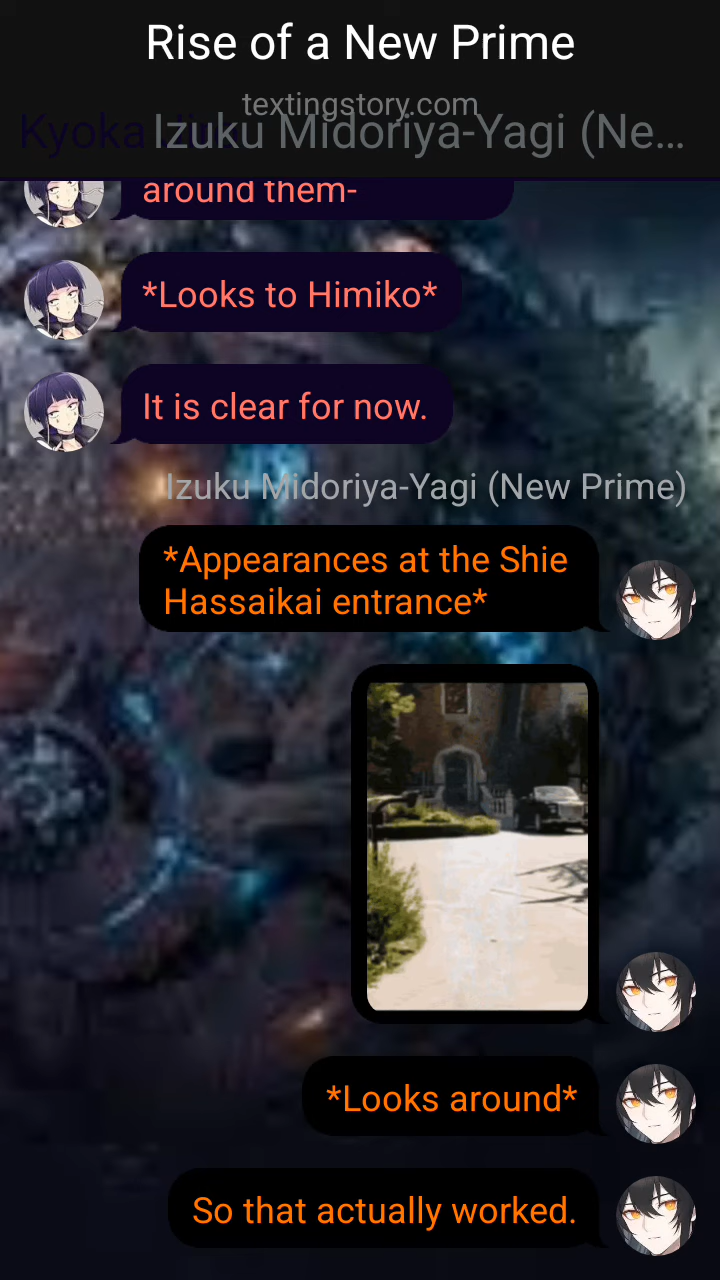 Rise of a New Prime
textingstory.com
Kyoka Izuku Midoriya-Yagi (Ne...
around them-
*Looks to Himiko*
It is clear for now.
Izuku Midoriya-Yagi (New Prime)
*Appearances at the Shie
Hassaikai entrance*
*Looks around*
So that actually worked.